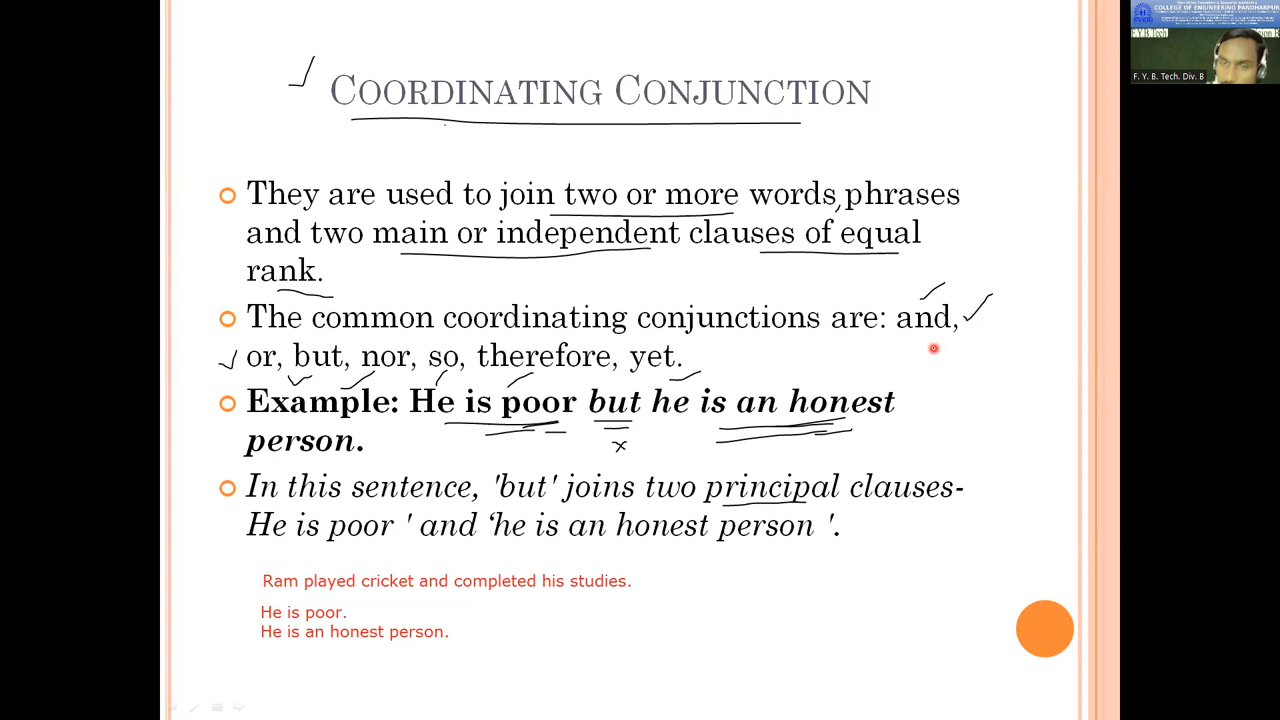 COORDINATING CONJUNCTION
They are used to join two or more words,phrases
and two main or independent clauses of equal
rank.
The common coordinating conjunctions are: and,
or, but, nor, so, therefore, yet.
Example: He is poor but he is an honest
person.
In this sentence, 'but' joins two principal clauses-
He is poor ' and ‘he is an honest person '.
Ram played cricket and completed his studies.
He is poor.
He is an honest person.
COLLEGE OF ENGINEERING PANDHARPUR
F.Y.B.Tech
F. Y. B. Tech. Div. B